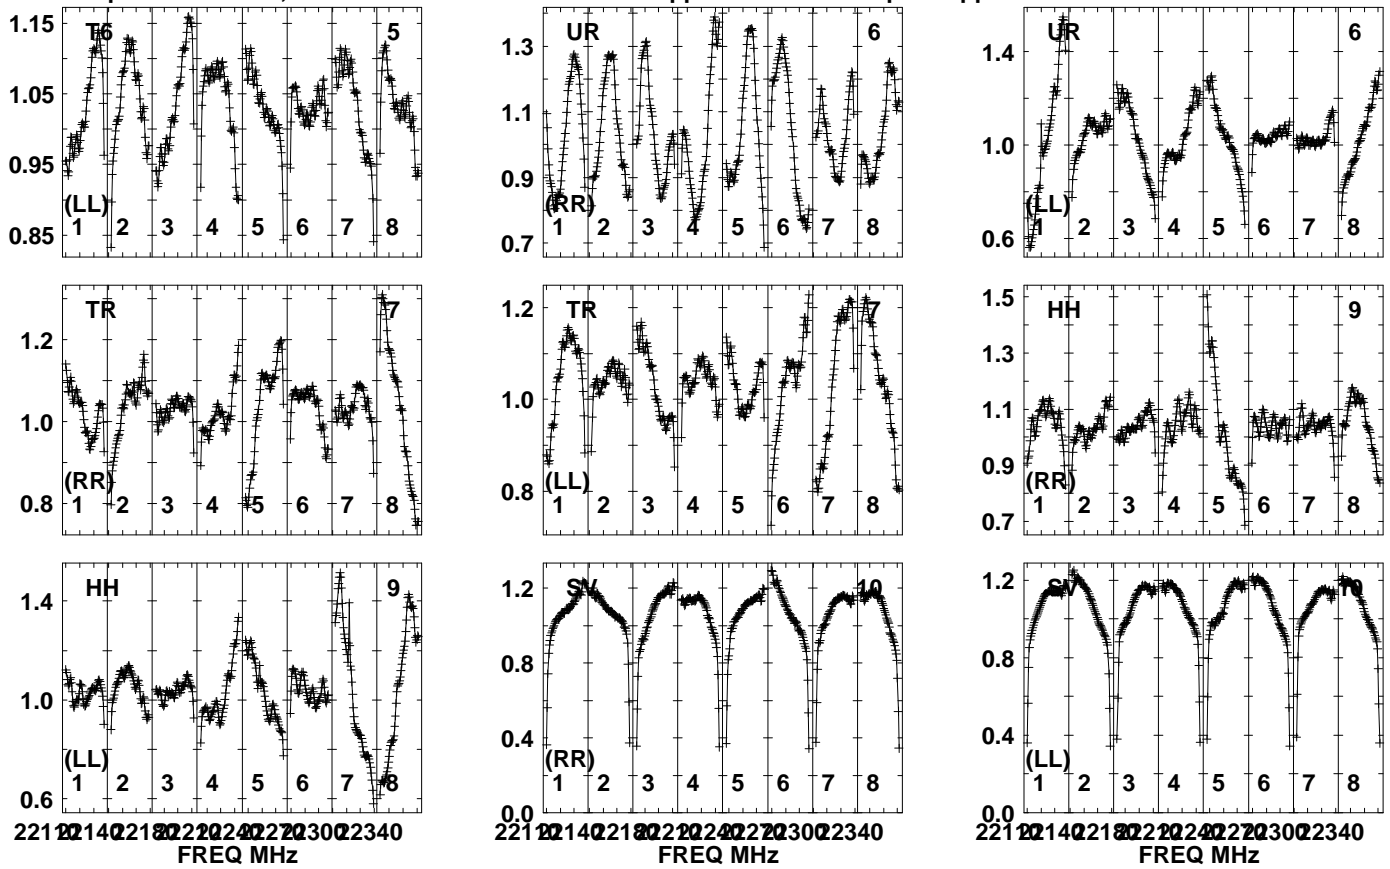 1.15 T6 5
1.05
0.95
(LL)
0.85 1 2 3 4 5 6 7 8
1.3 UR 6
1.1
0.9
(RR)
0.7 1 2 3 4 5 6 7 8
1.4 UR 6
1.0
(LL)
0.6 1 2 3 4 5 6 7 8
TR 7
1.2
1.0
(RR)
0.8 1 2 3 4 5 6 7 8
1.2 TR 7
1.0
(LL)
0.8 1 2 3 4 5 6 7 8
1.5 HH 9
1.3
1.1
0.9
(RR)
0.7 1 2 3 4 5 6 7 8
HH 9
1.4
1.0
(LL)
1 2 3 4 5 6 7 8
0.6
FREQ MHz
1.2 SV 10
0.8
0.4
(RR)
1 2 3 4 5 6 7 8
0.0
22110 22140
22340
1.2 SV 10
0.8
0.4
(LL)
1 2 3 4 5 6 7 8
0.0
22340
FREQ MHz